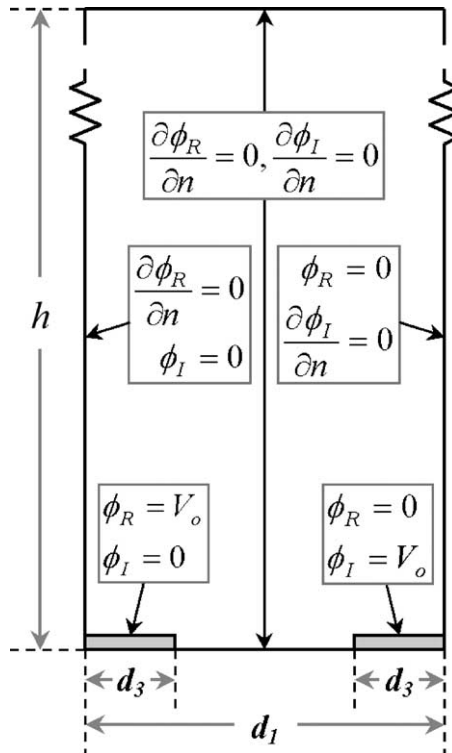 ∂φ_R/∂n = 0, ∂φ_I/∂n = 0
h
∂φ_R/∂n = 0
φ_I = 0
φ_R = 0
∂φ_I/∂n = 0
φ_R = V_o
φ_I = 0
φ_R = 0
φ_I = V_o
d_3
d_3
d_1